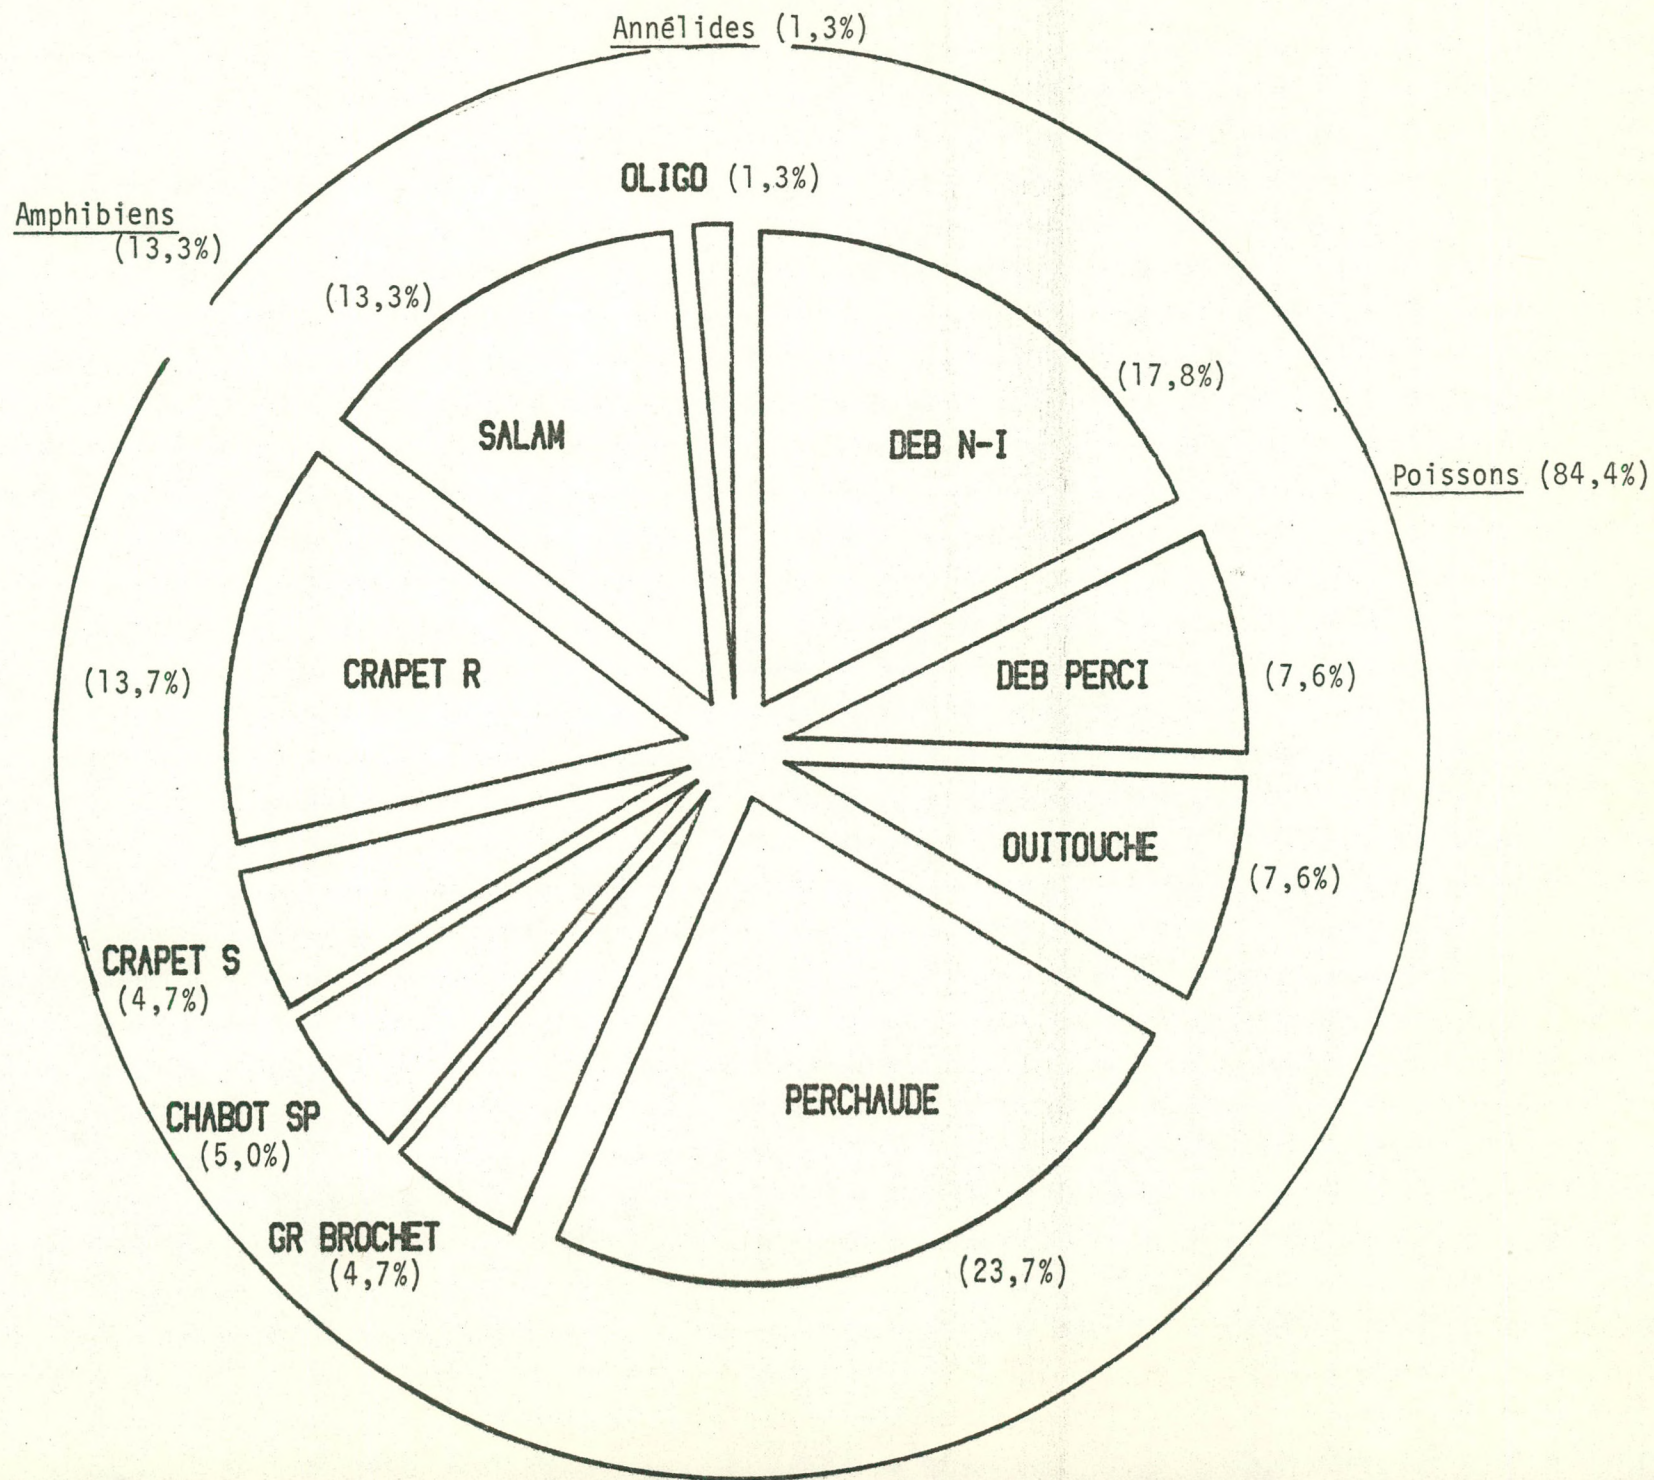 Annélides (1,3%)
OLIGO (1,3%)
Amphibiens
(13,3%)
(13,3%)
SALAM
(17,8%)
DEB N-I
Poissons (84,4%)
DEB PERCI
(7,6%)
(13,7%)
CRAPET R
OUITOUCHE
(7,6%)
CRAPET S
(4,7%)
PERCHAUDE
(23,7%)
CHABOT SP
(5,0%)
GR BROCHET
(4,7%)